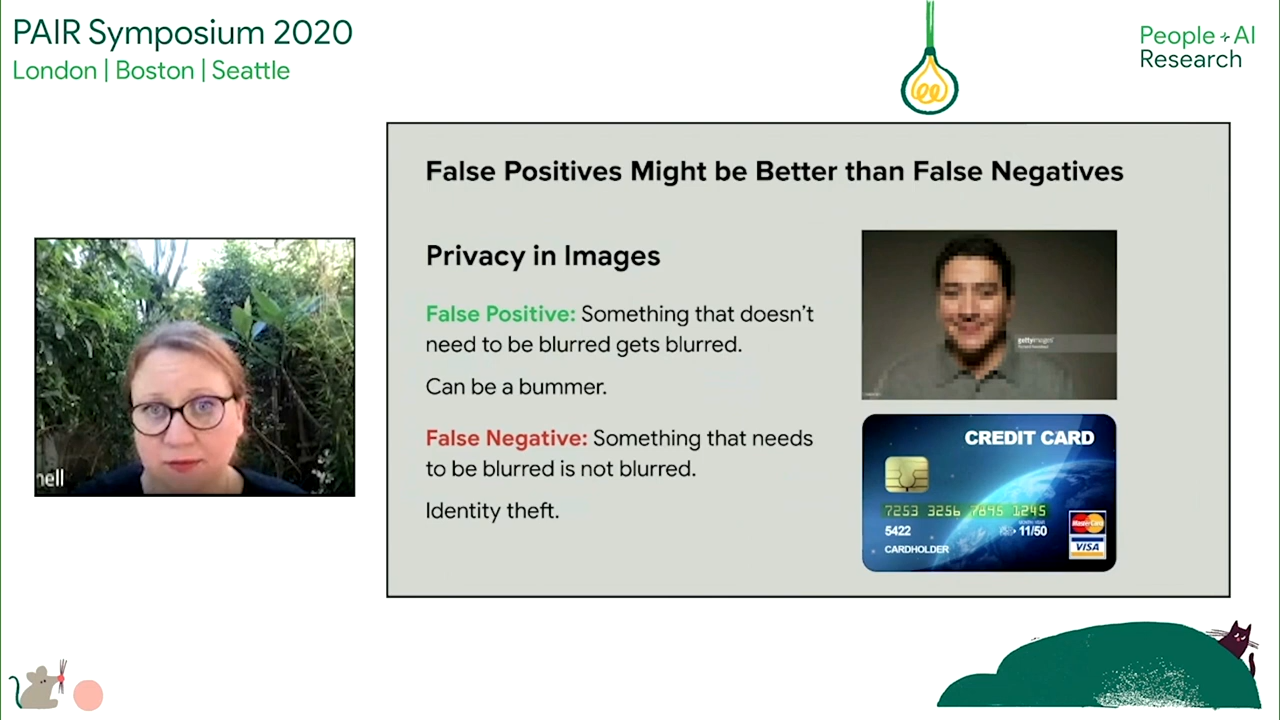 PAIR Symposium 2020
London | Boston | Seattle
People + AI
Research
False Positives Might be Better than False Negatives
Privacy in Images
False Positive: Something that doesn't
need to be blurred gets blurred.
Can be a bummer.
False Negative: Something that needs
to be blurred is not blurred.
Identity theft.
gettyimages
CREDIT CARD
7253 3256 7895 1245
5422
11/50
CARDHOLDER
MasterCard
VISA
nell